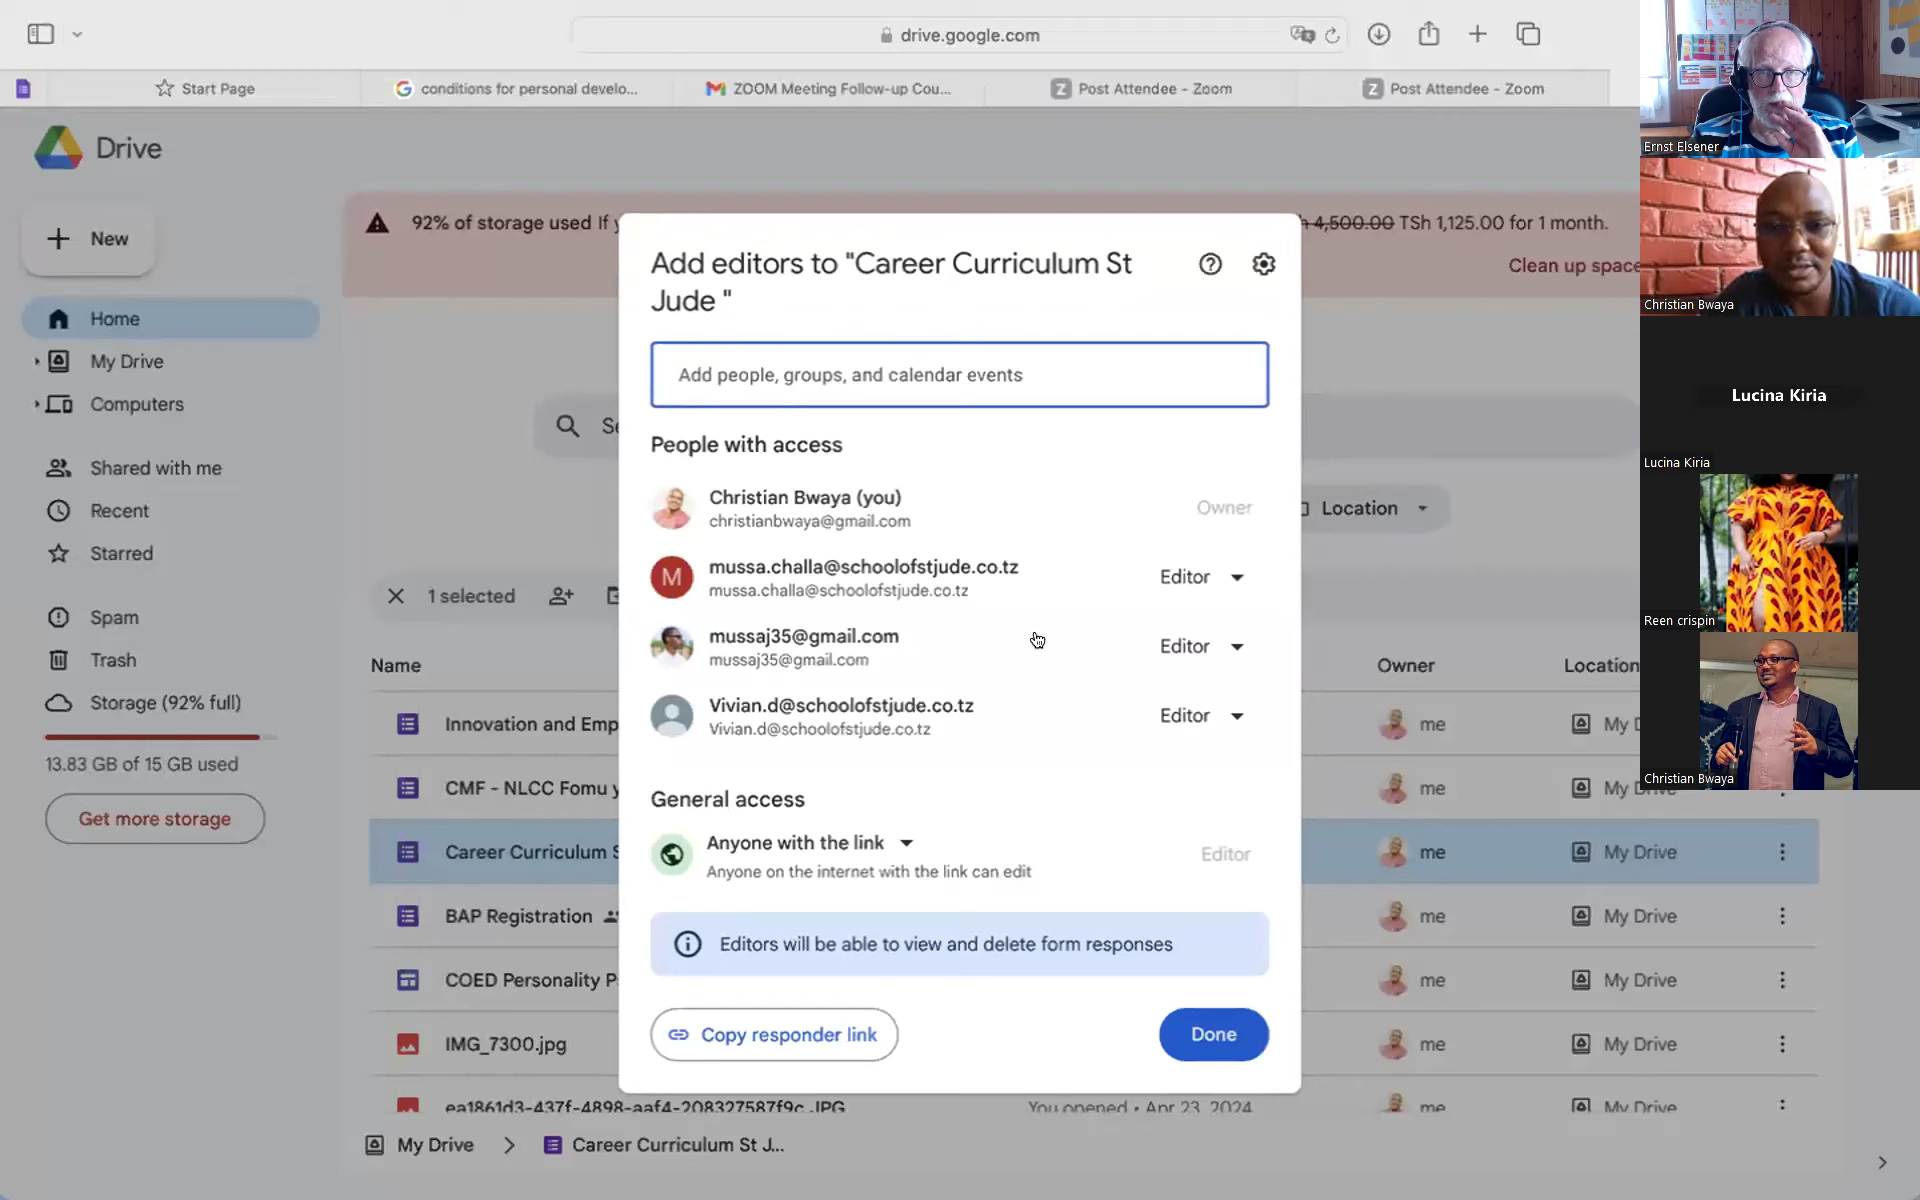 drive.google.com
Start Page
conditions for personal develo...
ZOOM Meeting Follow-up Cou...
Post Attendee - Zoom
Post Attendee - Zoom
Drive
New
Home
My Drive
Computers
Shared with me
Recent
Starred
Spam
Trash
Storage (92% full)
13.83 GB of 15 GB used
Get more storage
92% of storage used If
4,500.00 TSh 1,125.00 for 1 month.
Clean up space
Location
1 selected
Name
Owner
Location
Innovation and Emp
me
CMF - NLCC Fomu y
me
Career Curriculum S
me
My Drive
BAP Registration
me
My Drive
COED Personality P
me
My Drive
IMG_7300.jpg
me
My Drive
ea1861d3-437f-4898-aaf4-208327587f9c.JPG
You opened • Apr 23, 2024
me
My Drive
My Drive
Career Curriculum St J...
Add editors to "Career Curriculum St
Jude "
Add people, groups, and calendar events
People with access
Christian Bwaya (you)
christianbwaya@gmail.com
Owner
mussa.challa@schoolofstjude.co.tz
mussa.challa@schoolofstjude.co.tz
Editor
mussaj35@gmail.com
mussaj35@gmail.com
Editor
Vivian.d@schoolofstjude.co.tz
Vivian.d@schoolofstjude.co.tz
Editor
General access
Anyone with the link
Anyone on the internet with the link can edit
Editor
Editors will be able to view and delete form responses
Copy responder link
Done
Ernst Elsener
Christian Bwaya
Lucina Kiria
Lucina Kiria
Reen crispin
Christian Bwaya